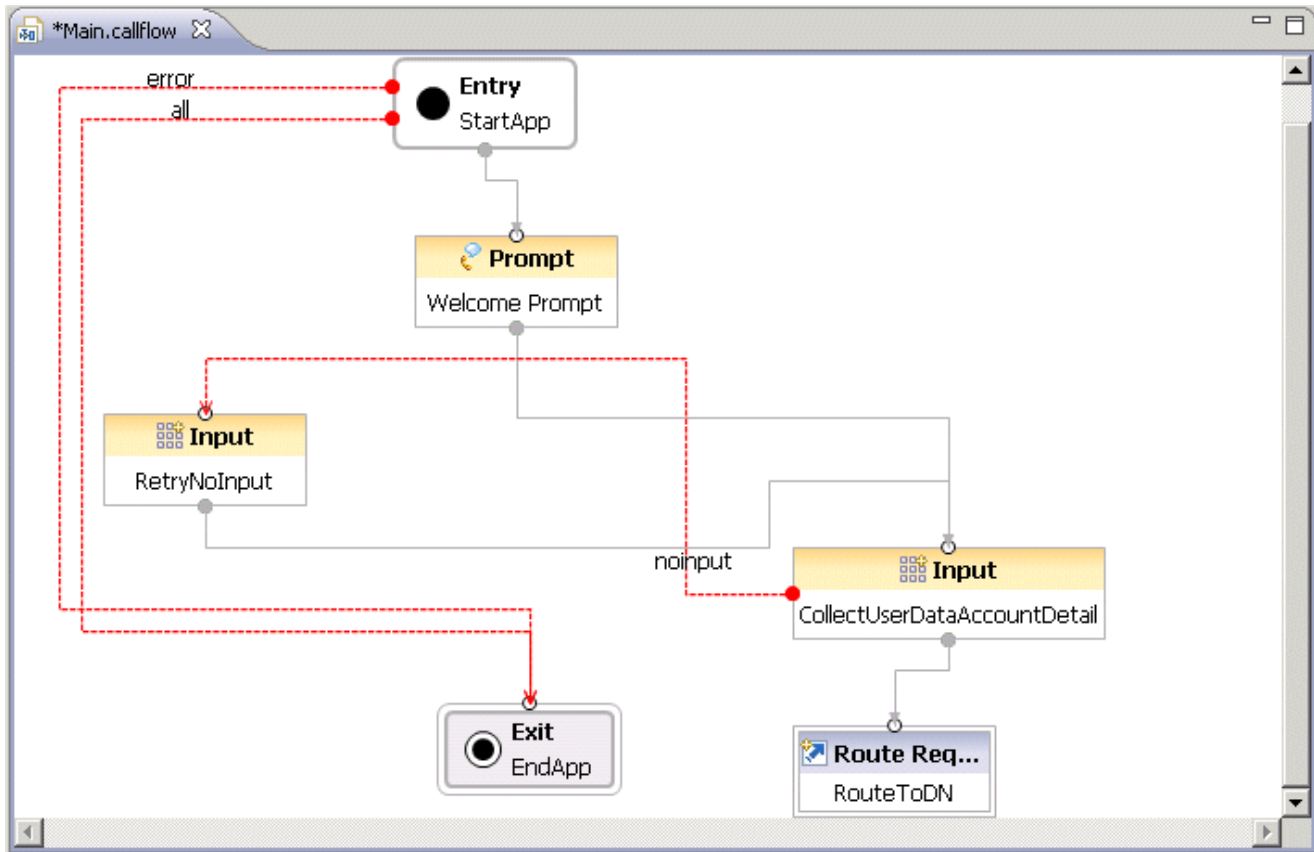 *Main.callflow
error
all
Entry
StartApp
Prompt
Welcome Prompt
Input
RetryNoInput
noinput
Input
CollectUserDataAccountDetail
Exit
EndApp
Route Req...
RouteToDN